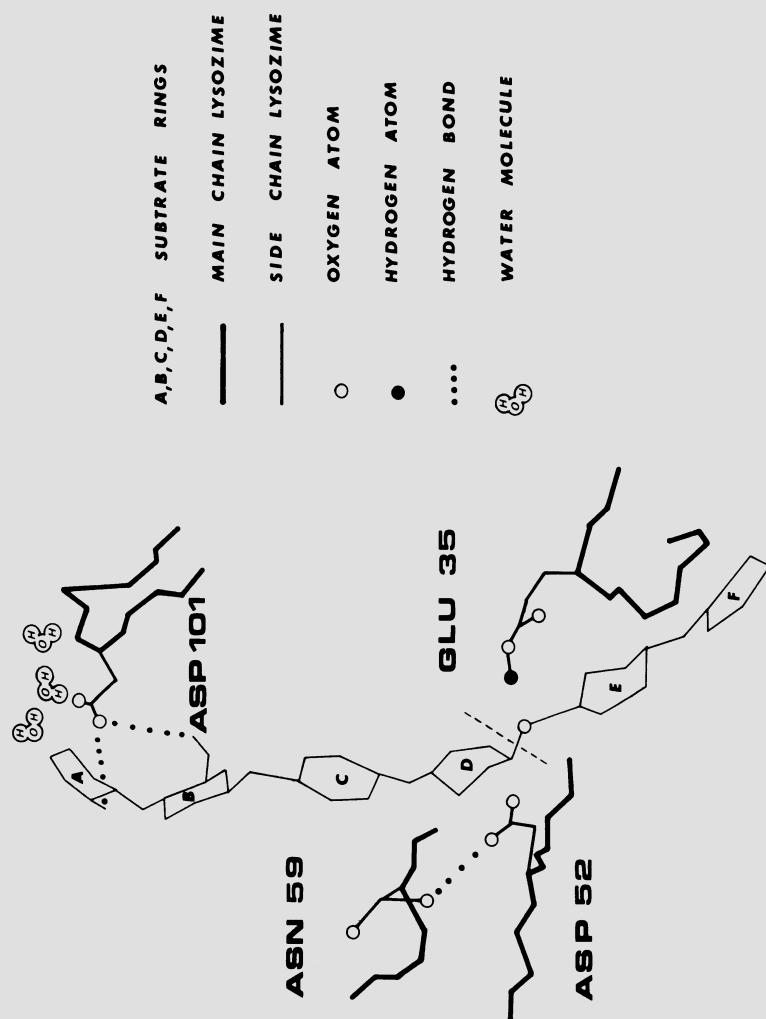 A,B,C,D,E,F SUBTRATE RINGS
MAIN CHAIN LYSOZIME
SIDE CHAIN LYSOZIME
OXYGEN ATOM
HYDROGEN ATOM
HYDROGEN BOND
H O H WATER MOLECULE
H O H
H O H
H O H
ASP 101
GLU 35
ASN 59
ASP 52
A
B
C
D
E
F